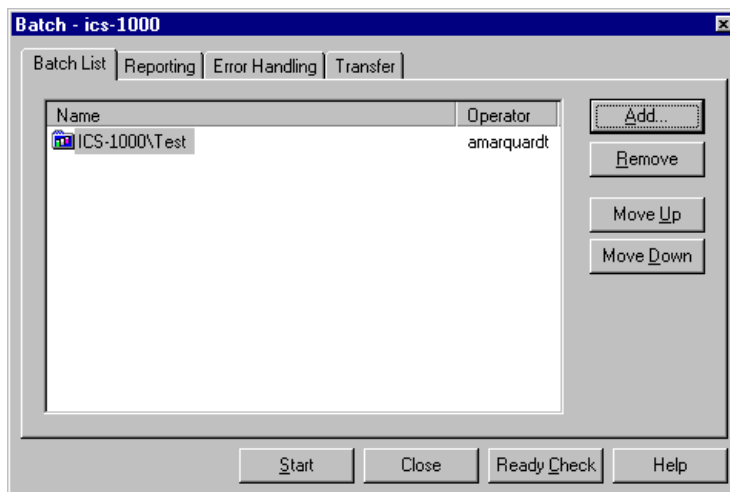 Batch - ics-1000
Batch List Reporting Error Handling Transfer
Name Operator
ICS-1000\Test amarquardt
Add...
Remove
Move Up
Move Down
Start Close Ready Check Help